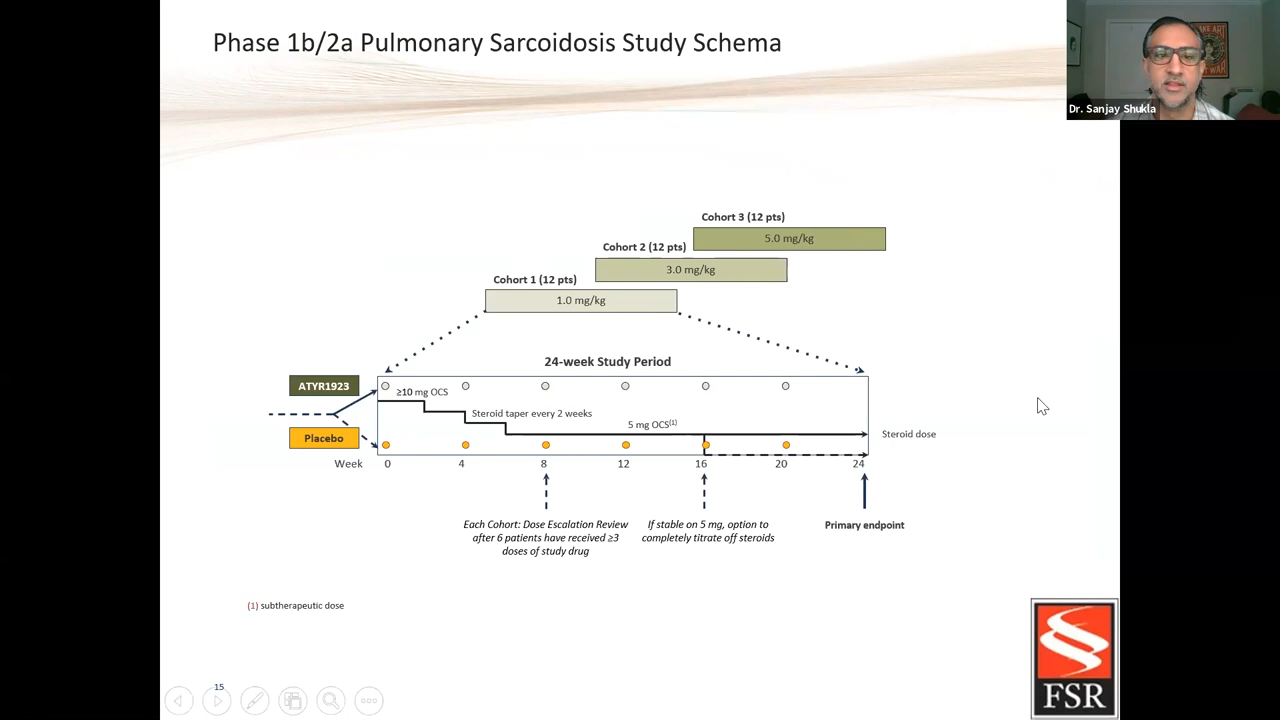 Phase 1b/2a Pulmonary Sarcoidosis Study Schema
Dr. Sanjay Shukla
Cohort 3 (12 pts)
5.0 mg/kg
Cohort 2 (12 pts)
3.0 mg/kg
Cohort 1 (12 pts)
1.0 mg/kg
24-week Study Period
ATYR1923
≥10 mg OCS
Steroid taper every 2 weeks
5 mg OCS(1)
Steroid dose
Placebo
Week 0 4 8 12 16 20 24
Each Cohort: Dose Escalation Review
after 6 patients have received ≥3
doses of study drug
If stable on 5 mg, option to
completely titrate off steroids
Primary endpoint
(1) subtherapeutic dose
15
FSR